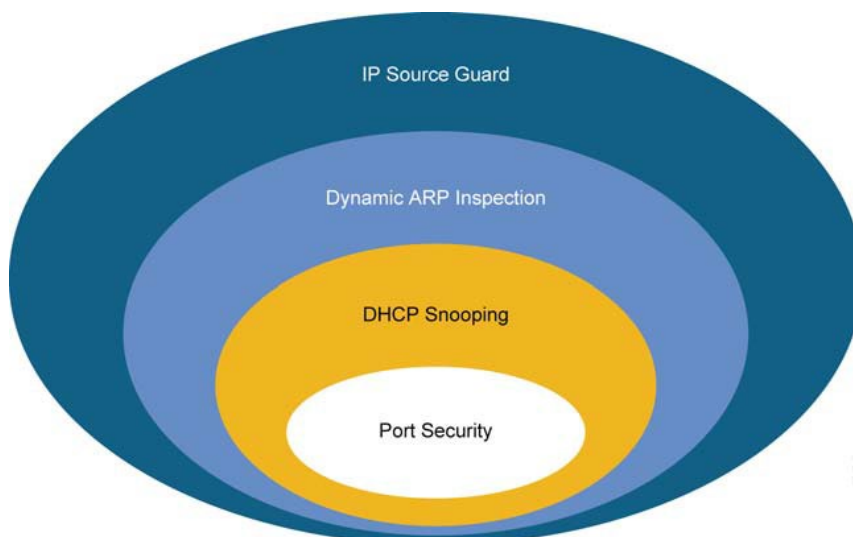 IP Source Guard
Dynamic ARP Inspection
DHCP Snooping
Port Security